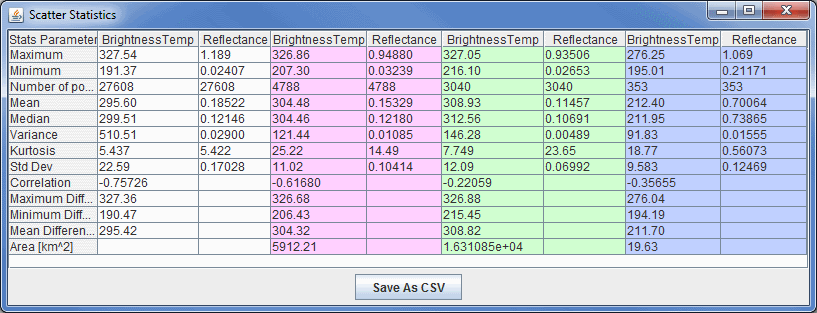 Scatter Statistics
Stats Parameter BrightnessTemp Reflectance BrightnessTemp Reflectance BrightnessTemp Reflectance BrightnessTemp Reflectance
Maximum 327.54 1.189 326.86 0.94880 327.05 0.93506 276.25 1.069
Minimum 191.37 0.02407 207.30 0.03239 216.10 0.02653 195.01 0.21171
Number of po... 27608 27608 4788 4788 3040 3040 353 353
Mean 295.60 0.18522 304.48 0.15329 308.93 0.11457 212.40 0.70064
Median 299.51 0.12146 304.46 0.12180 312.56 0.10691 211.95 0.73865
Variance 510.51 0.02900 121.44 0.01085 146.28 0.00489 91.83 0.01555
Kurtosis 5.437 5.422 25.22 14.49 7.749 23.65 18.77 0.56073
Std Dev 22.59 0.17028 11.02 0.10414 12.09 0.06992 9.583 0.12469
Correlation -0.75726 -0.61680 -0.22059 -0.35655
Maximum Diff... 327.36 326.68 326.88 276.04
Minimum Diff... 190.47 206.43 215.45 194.19
Mean Differen... 295.42 304.32 308.82 211.70
Area [km^2] 5912.21 1.631085e+04 19.63
Save As CSV